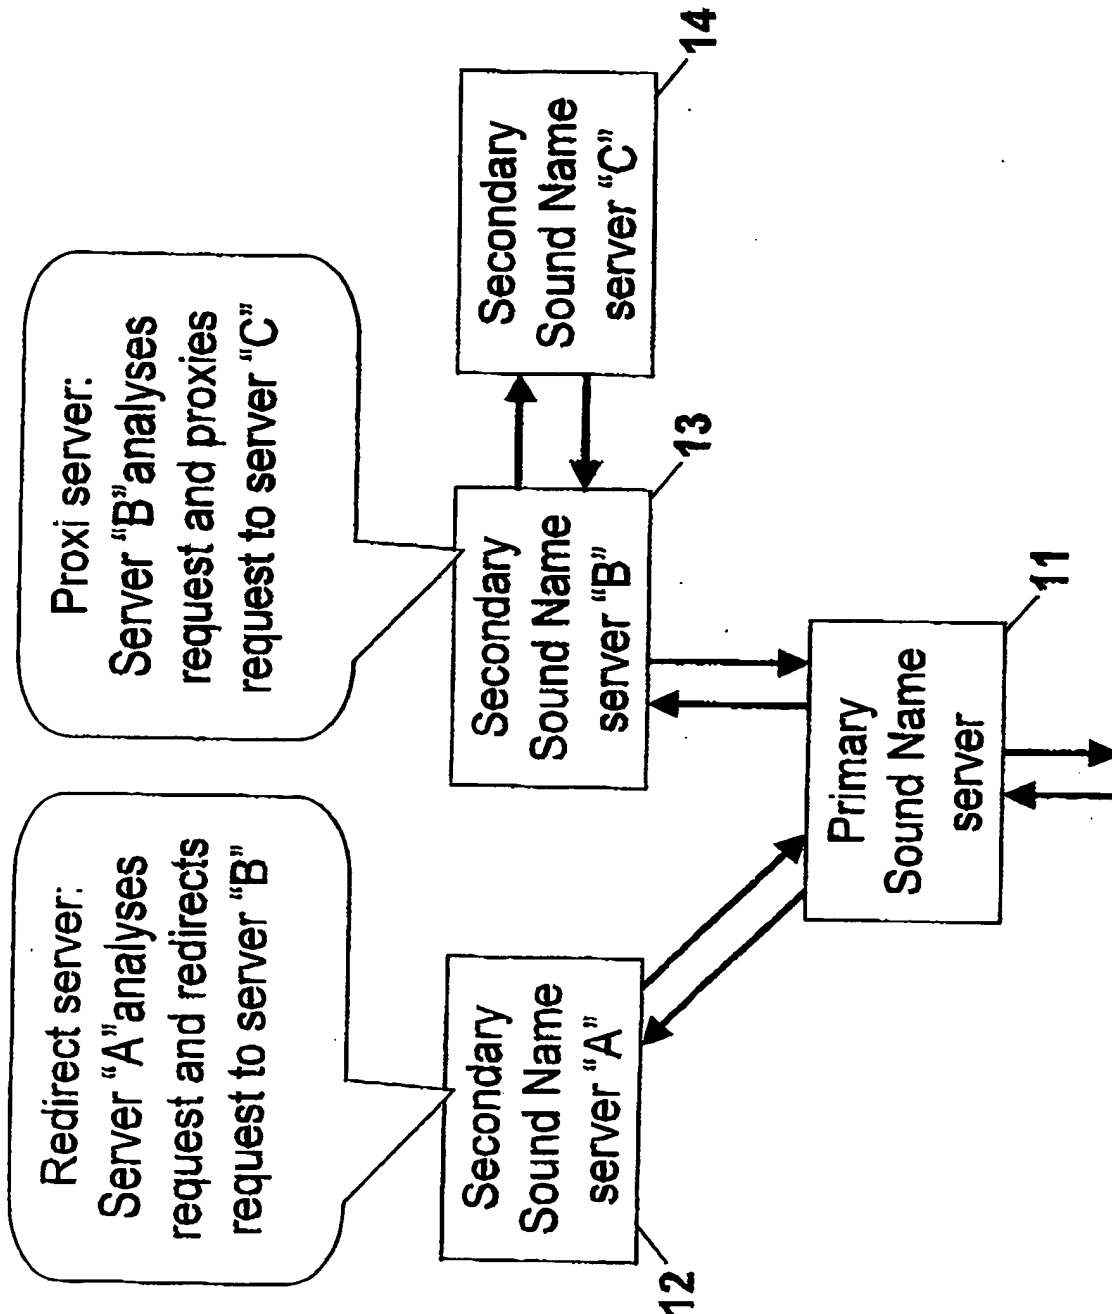 Redirect server:
Server “A” analyses
request and redirects
request to server “B”
Proxi server:
Server “B” analyses
request and proxies
request to server “C”
Secondary
Sound Name
server “A”
12
Secondary
Sound Name
server “B”
13
Secondary
Sound Name
server “C”
14
Primary
Sound Name
server
11